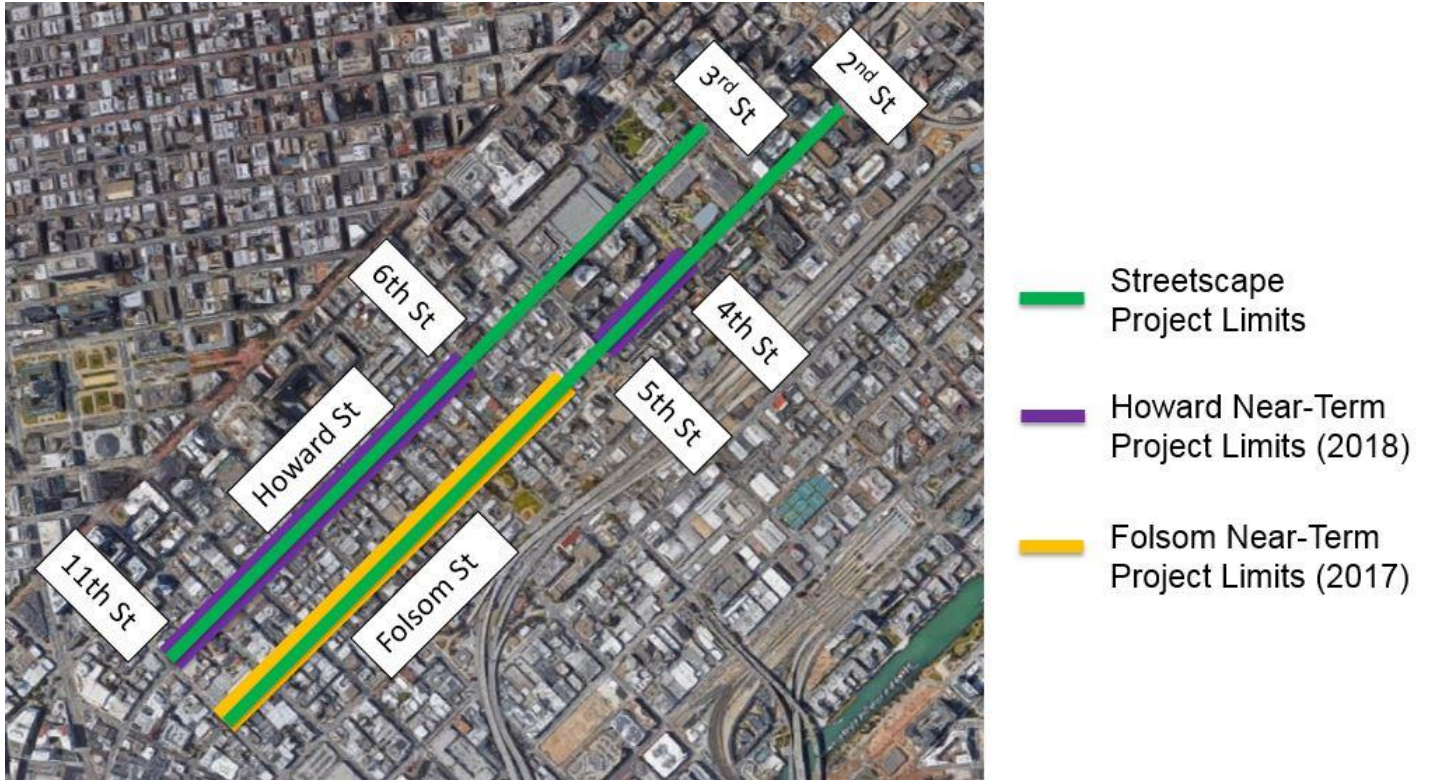 3rd St
2nd St
6th St
4th St
Howard St
5th St
11th St
Folsom St
Streetscape
Project Limits
Howard Near-Term
Project Limits (2018)
Folsom Near-Term
Project Limits (2017)